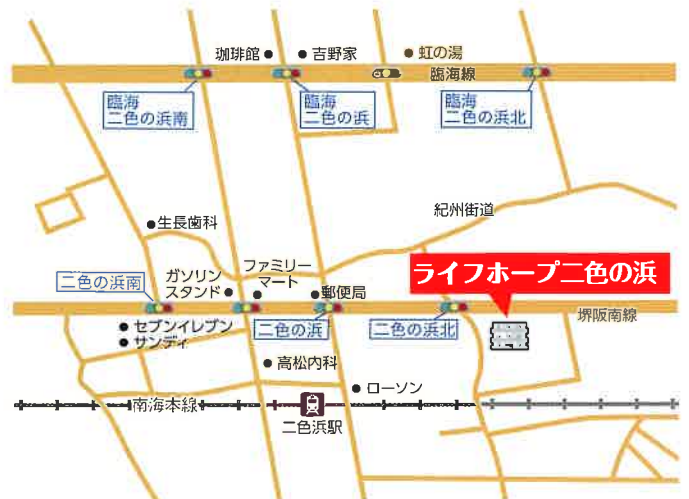 珈琲館
吉野家
虹の湯
臨海線
臨海
二色の浜南
臨海
二色の浜
臨海
二色の浜北
紀州街道
生長歯科
ライフホープ二色の浜
二色の浜南
ガソリン
スタンド
ファミリー
マート
郵便局
堺阪南線
セブンイレブン
サンディ
二色の浜
二色の浜北
高松内科
ローソン
南海本線
二色浜駅